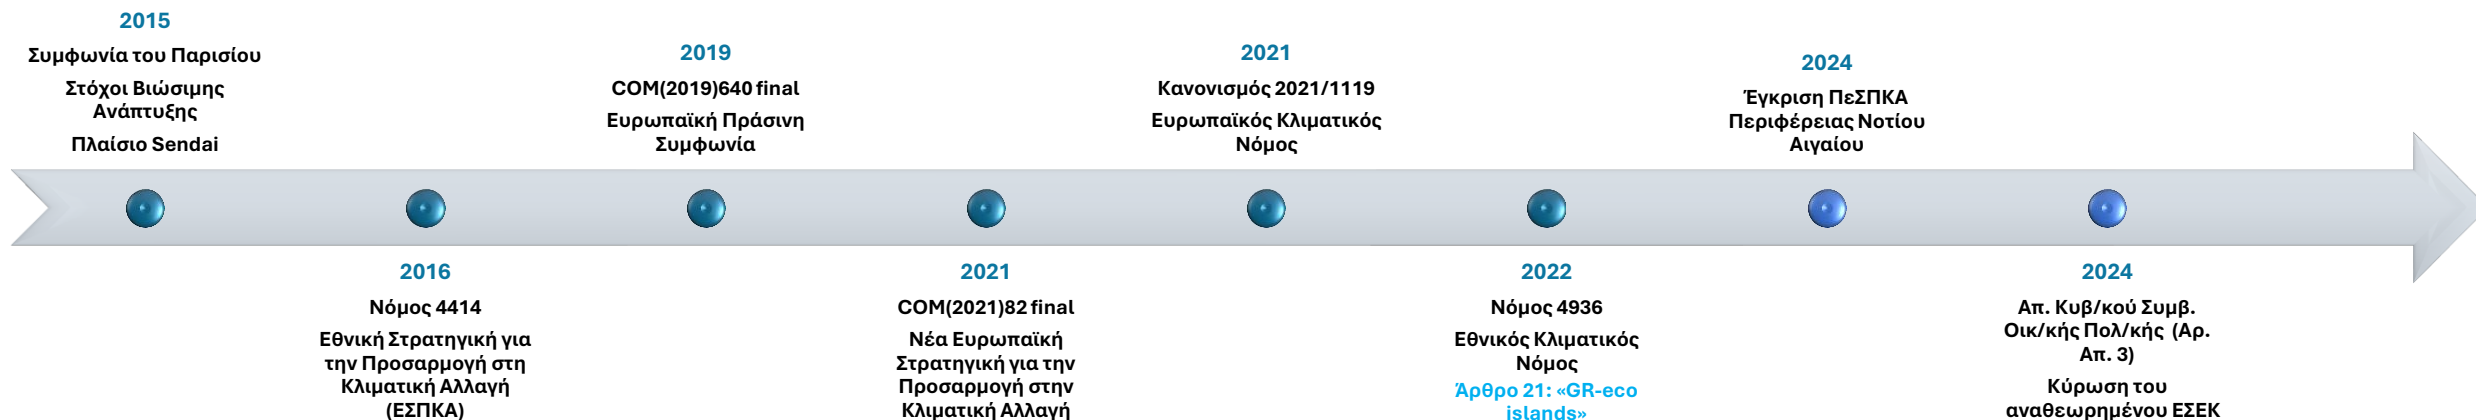 2015
Συμφωνία του Παρισίου
Στόχοι Βιώσιμης
Ανάπτυξης
Πλαίσιο Sendai
2016
Νόμος 4414
Εθνική Στρατηγική για
την Προσαρμογή στη
Κλιματική Αλλαγή
(ΕΣΠΚΑ)
2019
COM(2019)640 final
Ευρωπαϊκή Πράσινη
Συμφωνία
2021
COM(2021)82 final
Νέα Ευρωπαϊκή
Στρατηγική για την
Προσαρμογή στην
Κλιματική Αλλαγή
2021
Κανονισμός 2021/1119
Ευρωπαϊκός Κλιματικός
Νόμος
2022
Νόμος 4936
Εθνικός Κλιματικός
Νόμος
Άρθρο 21: «GR-eco
islands»
2024
Έγκριση ΠεΣΠΚΑ
Περιφέρειας Νοτίου
Αιγαίου
2024
Απ. Κυβ/κού Συμβ.
Οικ/κής Πολ/κής (Αρ.
Απ. 3)
Κύρωση του
αναθεωρημένου ΕΣΕΚ